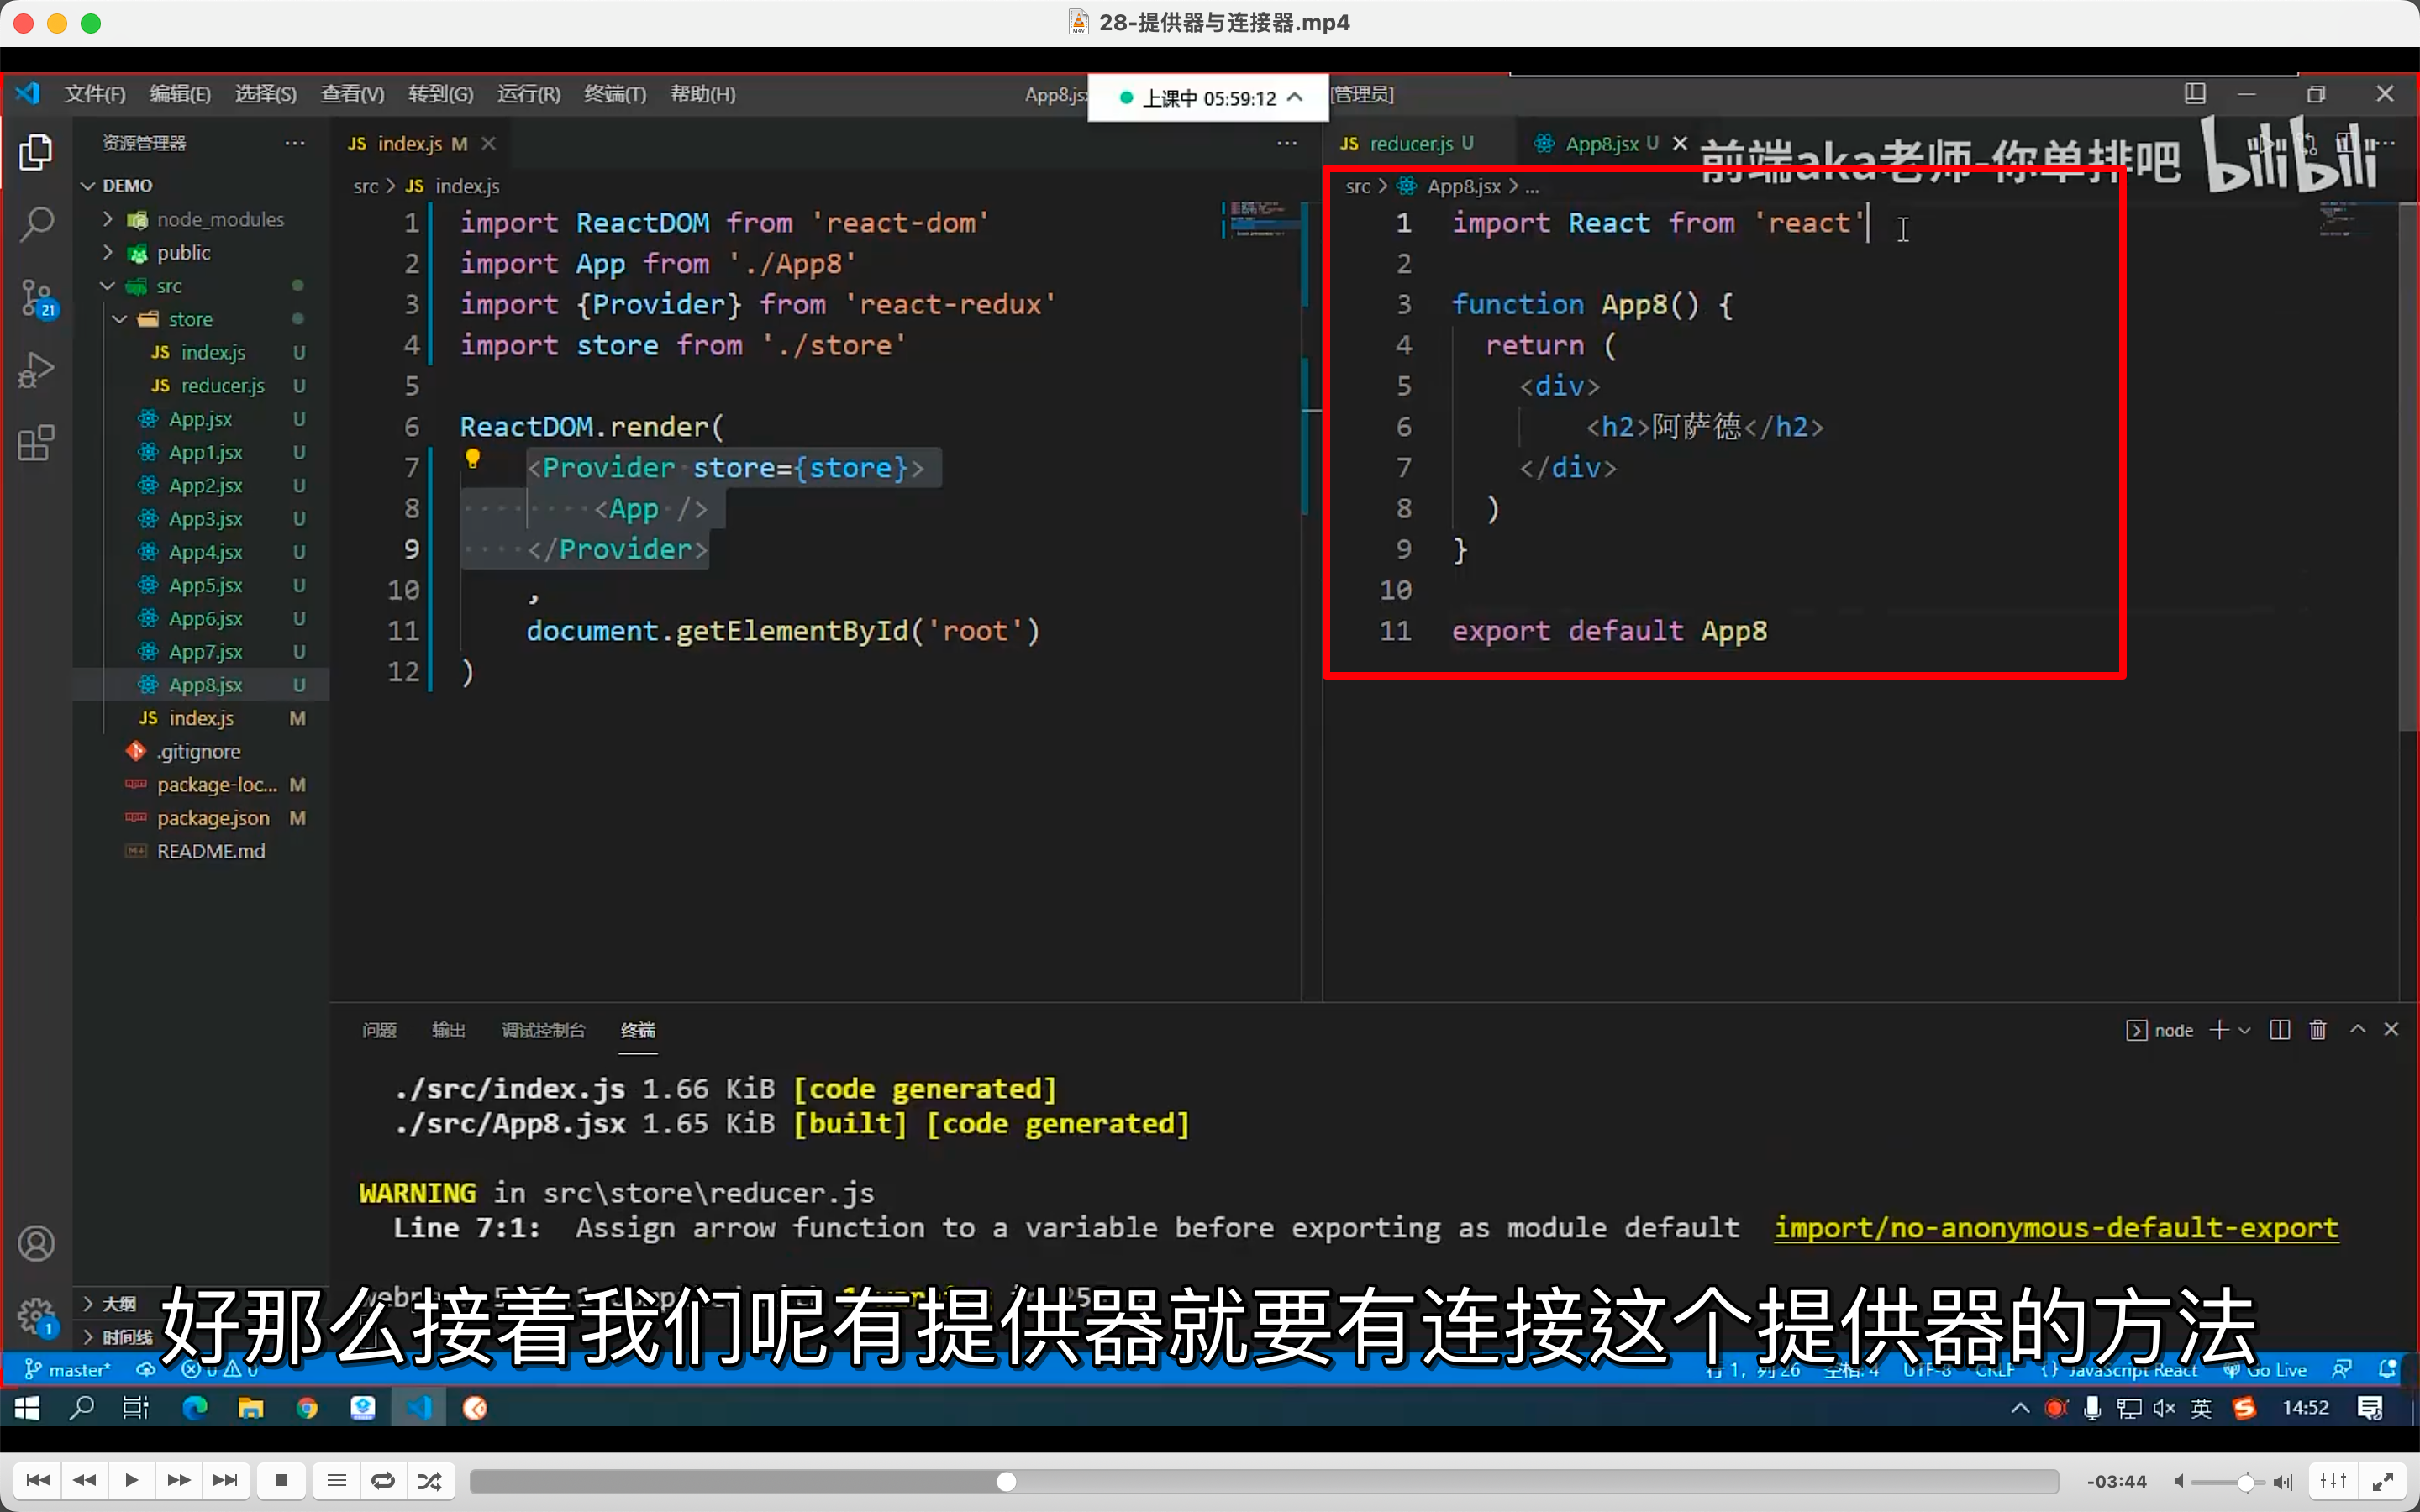 28-提供器与连接器.mp4
文件(F) 编辑(E) 选择(S) 查看(V) 转到(G) 运行(R) 终端(T) 帮助(H)
App8.js
上课中 05:59:12
[管理员]
资源管理器
JS index.js M
JS reducer.js U
App8.jsx U
前端aka老师-你单排吧
bilibili
DEMO
node_modules
public
src
store
JS index.js U
JS reducer.js U
App.jsx U
App1.jsx U
App2.jsx U
App3.jsx U
App4.jsx U
App5.jsx U
App6.jsx U
App7.jsx U
App8.jsx U
JS index.js M
.gitignore
package-loc... M
package.json M
README.md
大纲
时间线
21
1
src > JS index.js
1 import ReactDOM from 'react-dom'
2 import App from './App8'
3 import {Provider} from 'react-redux'
4 import store from './store'
5
6 ReactDOM.render(
7 <Provider store={store}>
8 <App />
9 </Provider>
10 ,
11 document.getElementById('root')
12 )
src > App8.jsx > ...
1 import React from 'react'
2
3 function App8() {
4 return (
5 <div>
6 <h2>阿萨德</h2>
7 </div>
8 )
9 }
10
11 export default App8
问题 输出 调试控制台 终端
node
./src/index.js 1.66 KiB [code generated]
./src/App8.jsx 1.65 KiB [built] [code generated]
WARNING in src\store\reducer.js
Line 7:1: Assign arrow function to a variable before exporting as module default import/no-anonymous-default-export
好那么接着我们呢有提供器就要有连接这个提供器的方法
master*
行 1, 列 26 空格: 4 UTF-8 CRLF {} JavaScript React Go Live
英
14:52
-03:44